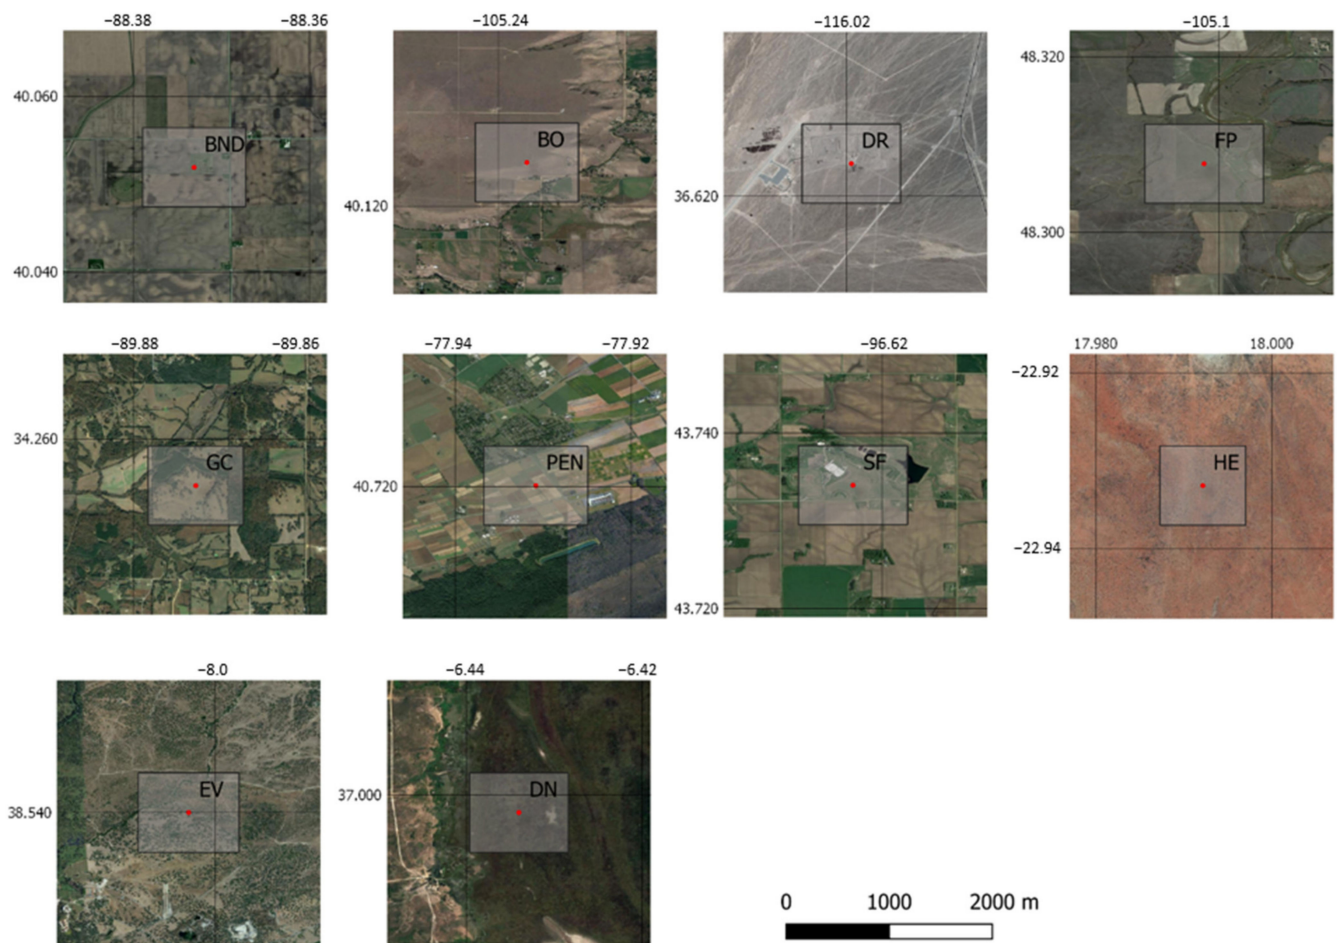 −88.38 −88.36 −105.24 −116.02 −105.1
40.060 BND BO DR FP 48.320
40.120 36.620
40.040 48.300
−89.88 −89.86 −77.94 −77.92 −96.62 17.980 18.000
34.260 GC 40.720 PEN 43.740 SF −22.92 HE
43.720 −22.94
−8.0 −6.44 −6.42
38.540 EV 37.000 DN
0 1000 2000 m